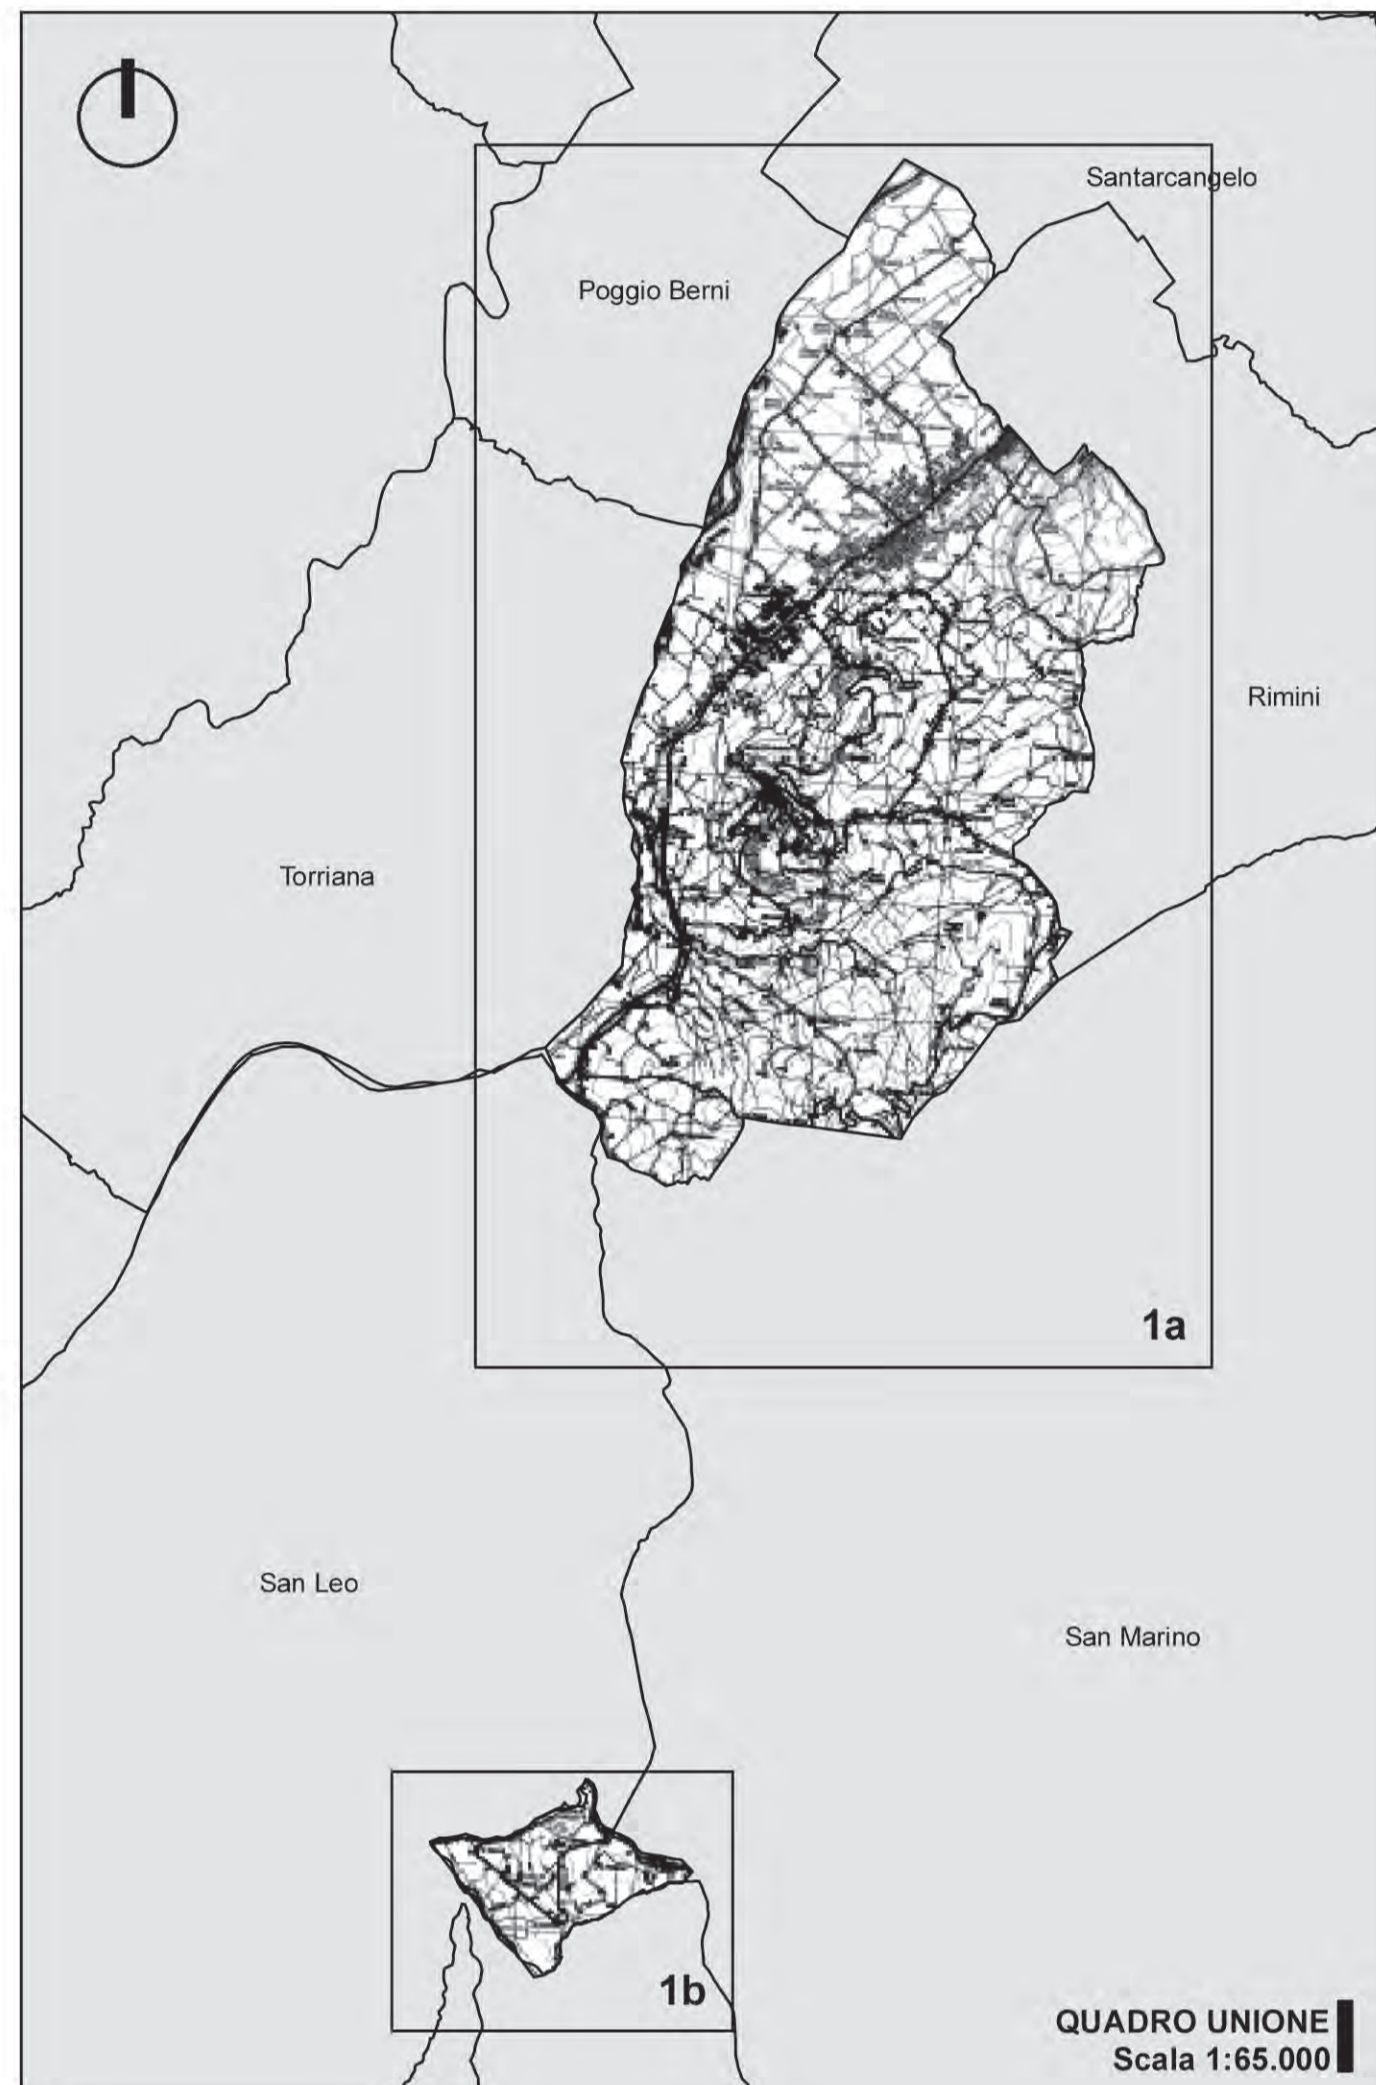 Santarcangelo
Poggio Berni
Rimini
Torriana
1a
San Leo
San Marino
1b
QUADRO UNIONE
Scala 1:65.000